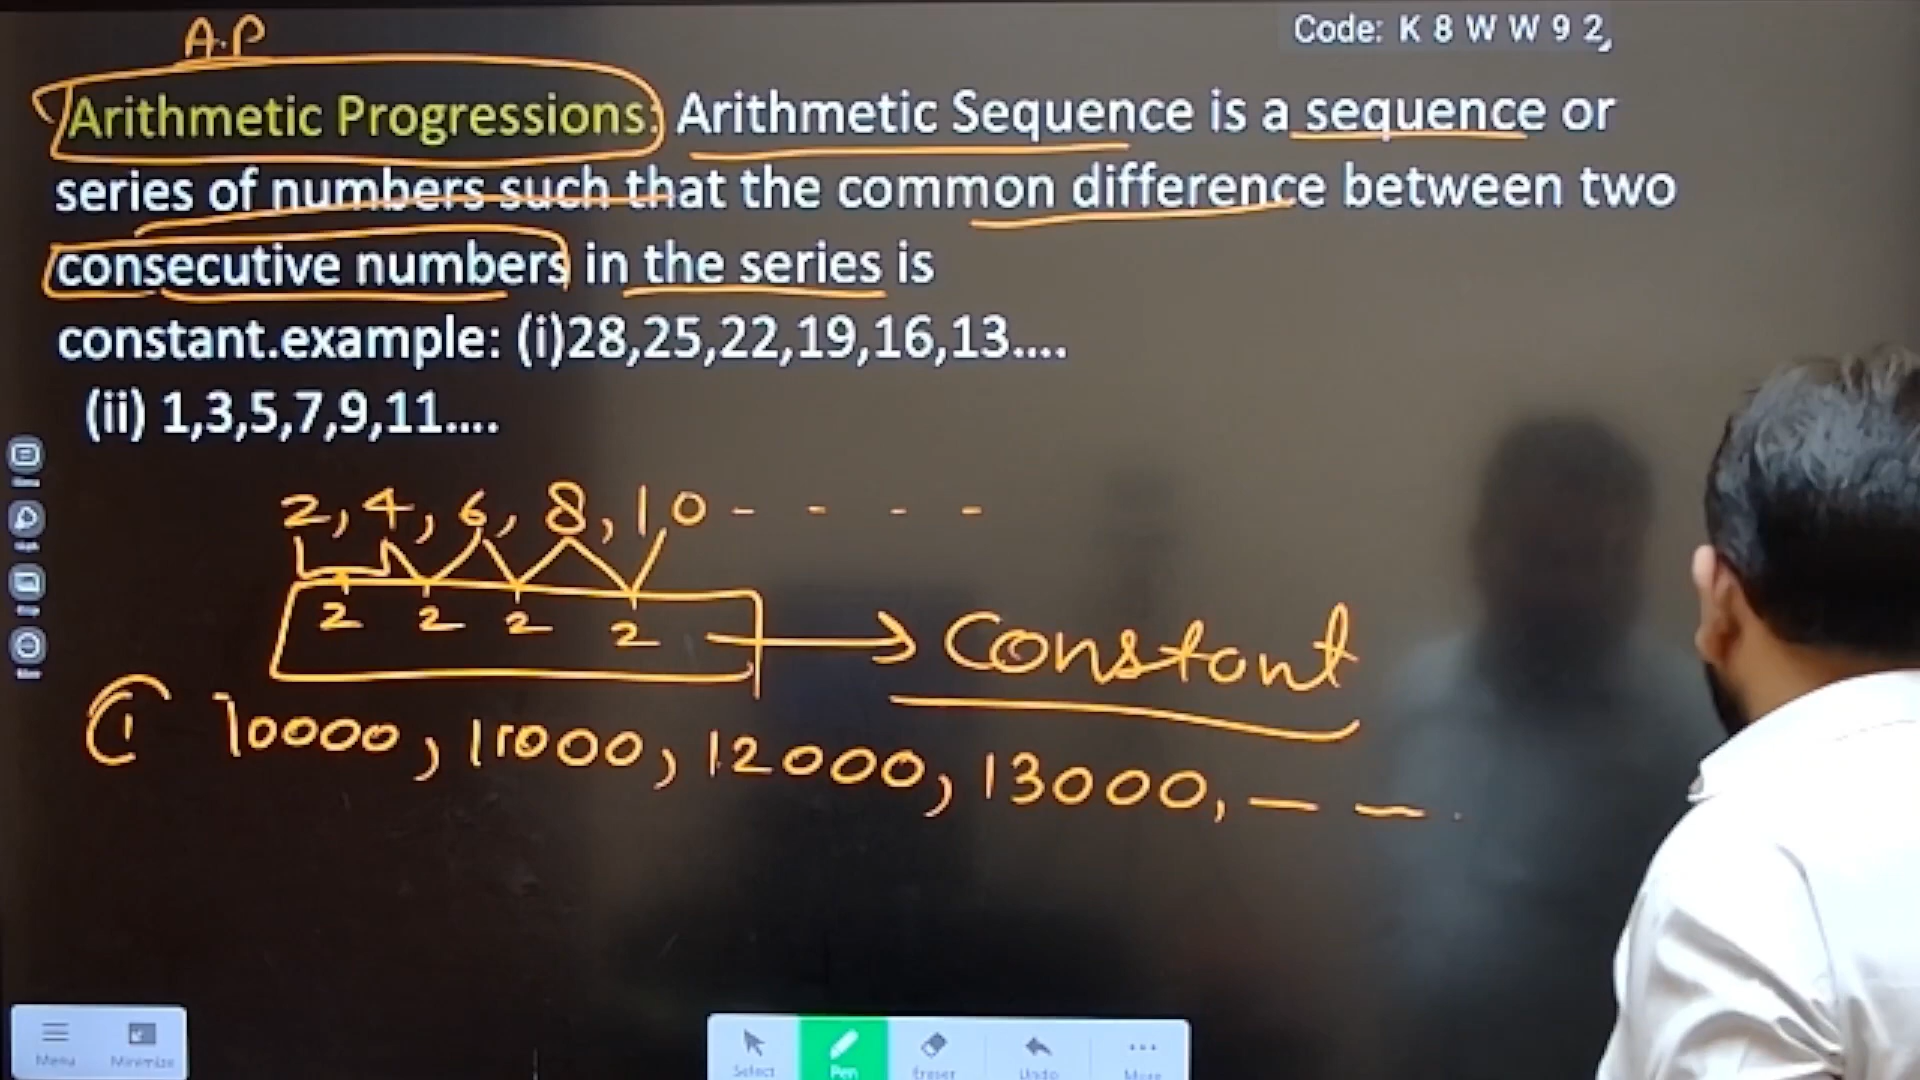 A.P
Code: K 8 W W 9 2
Arithmetic Progressions: Arithmetic Sequence is a sequence or
series of numbers such that the common difference between two
consecutive numbers in the series is
constant.example: (i)28,25,22,19,16,13....
(ii) 1,3,5,7,9,11....
2, 4, 6, 8, 10 - - - -
2 2 2 2 → Constant
(1 10000, 11000, 12000, 13000, — —
Menu Minimize Select Pen Eraser Undo More